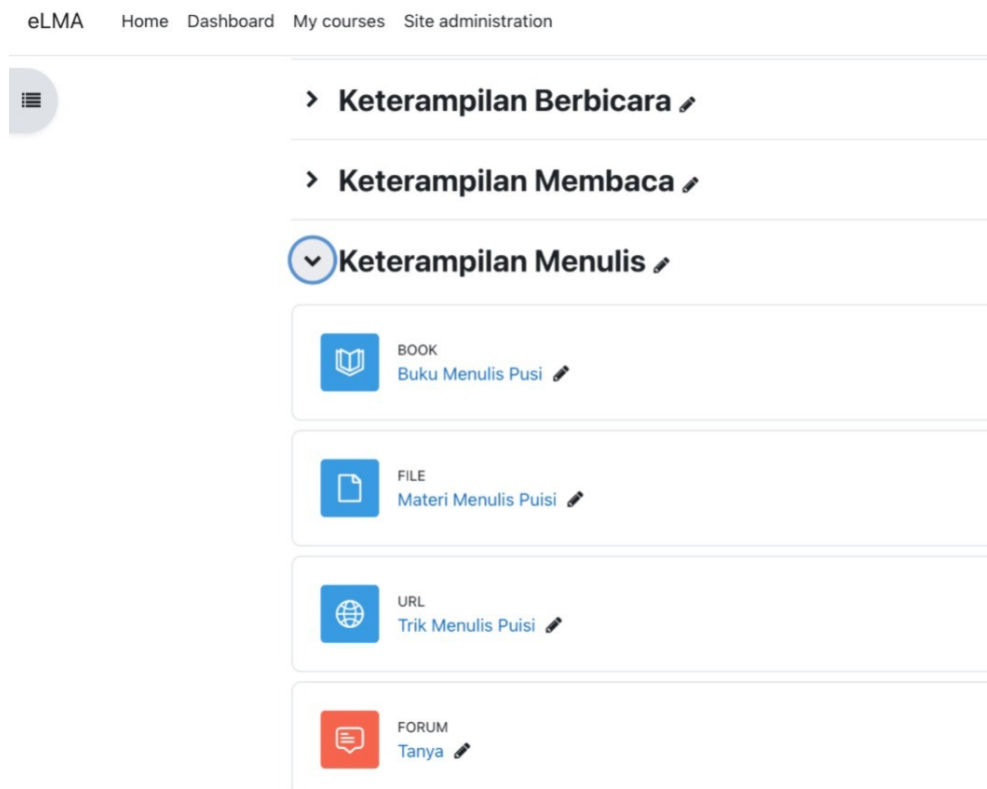 eLMA Home Dashboard My courses Site administration
Keterampilan Berbicara
Keterampilan Membaca
Keterampilan Menulis
BOOK
Buku Menulis Pusi
FILE
Materi Menulis Puisi
URL
Trik Menulis Puisi
FORUM
Tanya